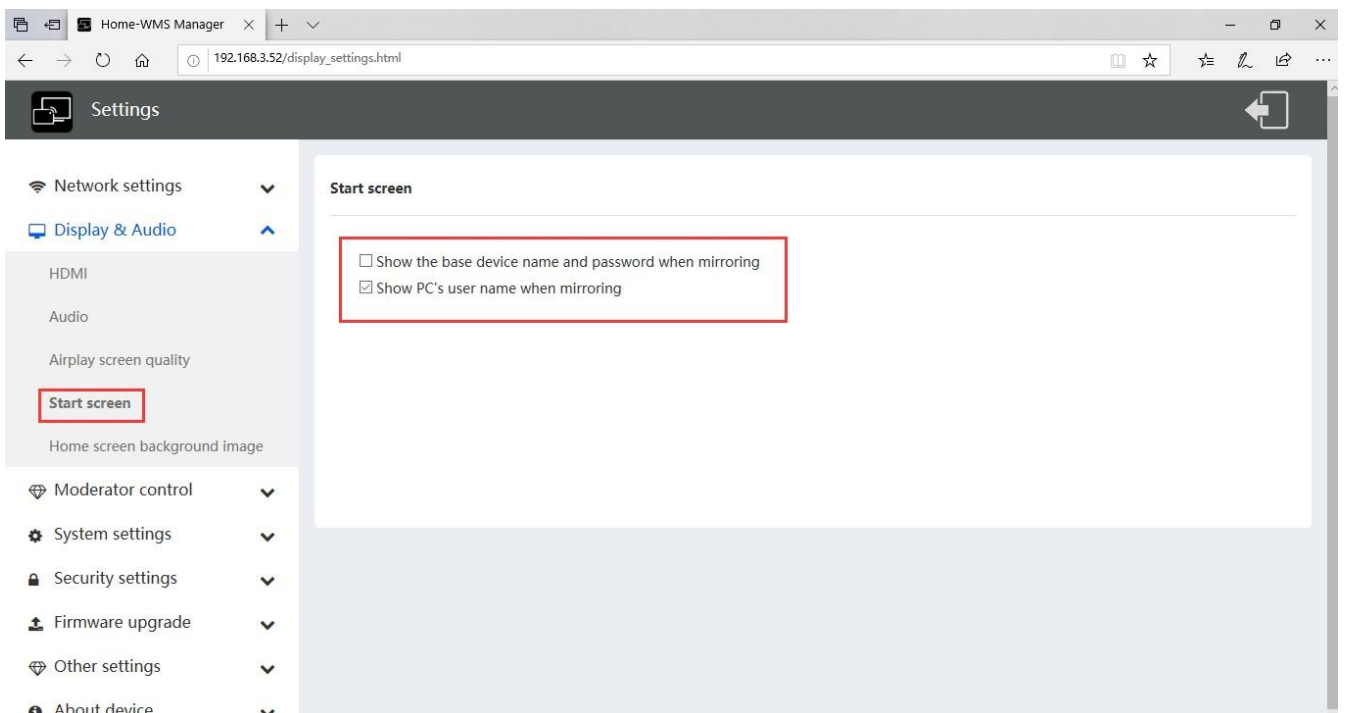 Home-WMS Manager
192.168.3.52/display_settings.html
Settings
Network settings
Display & Audio
HDMI
Audio
Airplay screen quality
Start screen
Home screen background image
Moderator control
System settings
Security settings
Firmware upgrade
Other settings
About device
Start screen
Show the base device name and password when mirroring
Show PC's user name when mirroring